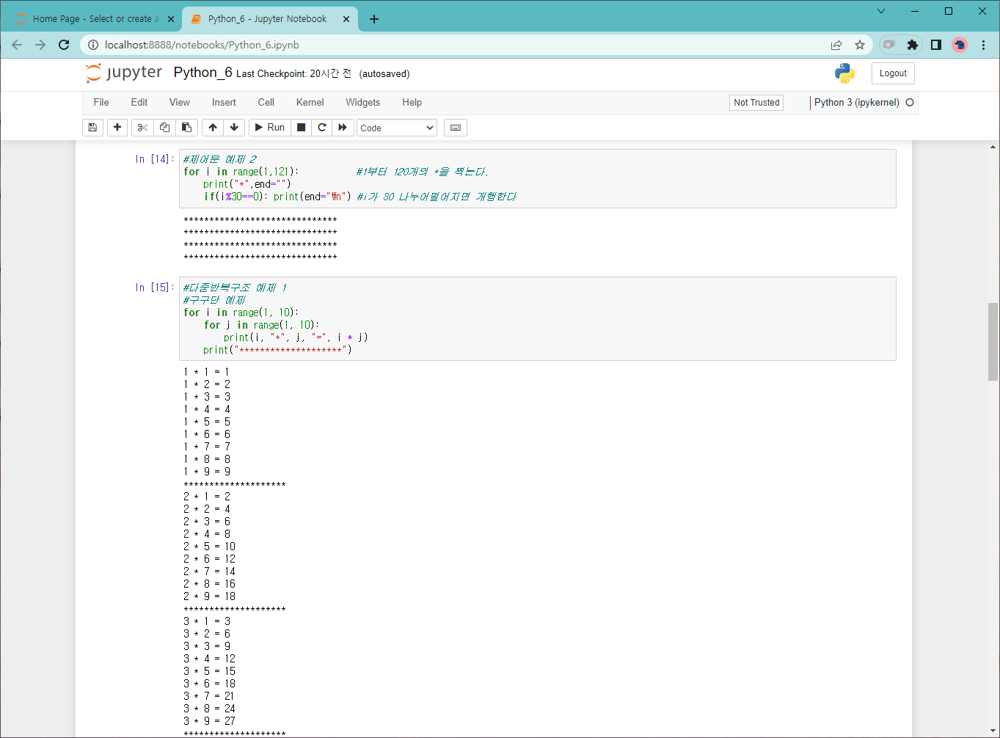 Home Page - Select or create a
Python_6 - Jupyter Notebook
localhost:8888/notebooks/Python_6.ipynb
jupyter Python_6 Last Checkpoint: 20시간 전 (autosaved)
Logout
File Edit View Insert Cell Kernel Widgets Help
Not Trusted
Python 3 (ipykernel)
Run
Code
In [14]:
#제어문 예제 2
for i in range(1,121): #1부터 120개의 *을 찍는다.
print("*",end="")
if(i%30==0): print(end="₩n") #i가 30 나누어떨어지면 개행한다
******************************
******************************
******************************
******************************
In [15]:
#다중반복구조 예제 1
#구구단 예제
for i in range(1, 10):
for j in range(1, 10):
print(i, "*", j, "=", i * j)
print("********************")
1 * 1 = 1
1 * 2 = 2
1 * 3 = 3
1 * 4 = 4
1 * 5 = 5
1 * 6 = 6
1 * 7 = 7
1 * 8 = 8
1 * 9 = 9
********************
2 * 1 = 2
2 * 2 = 4
2 * 3 = 6
2 * 4 = 8
2 * 5 = 10
2 * 6 = 12
2 * 7 = 14
2 * 8 = 16
2 * 9 = 18
********************
3 * 1 = 3
3 * 2 = 6
3 * 3 = 9
3 * 4 = 12
3 * 5 = 15
3 * 6 = 18
3 * 7 = 21
3 * 8 = 24
3 * 9 = 27
********************